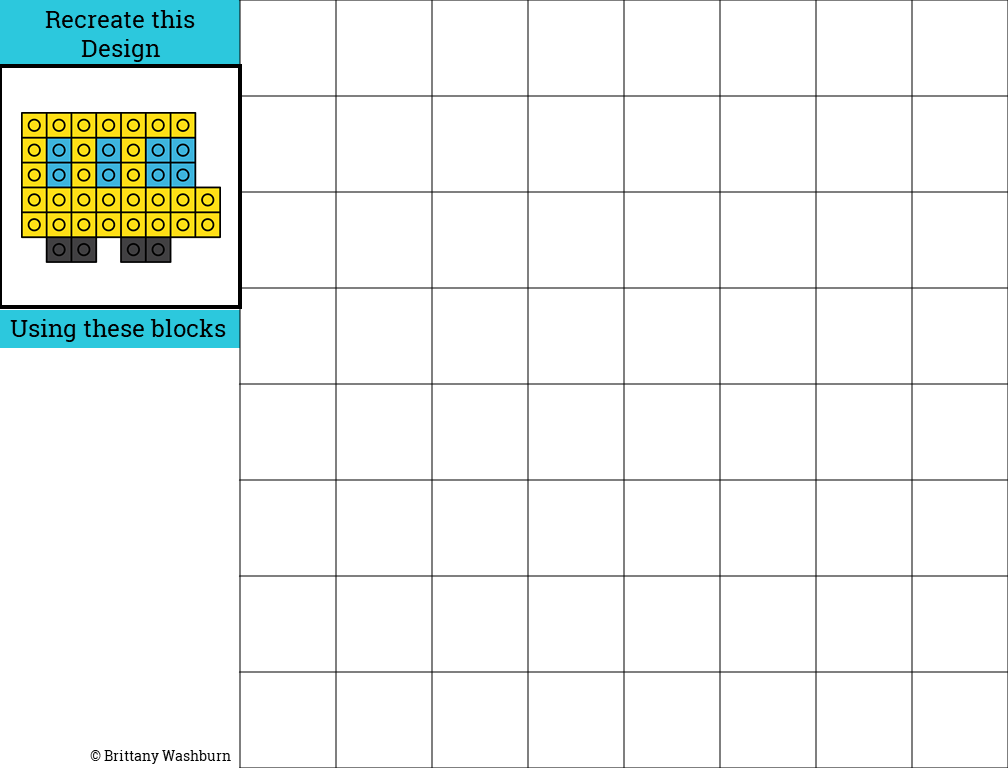 Recreate this
Design
Using these blocks
© Brittany Washburn